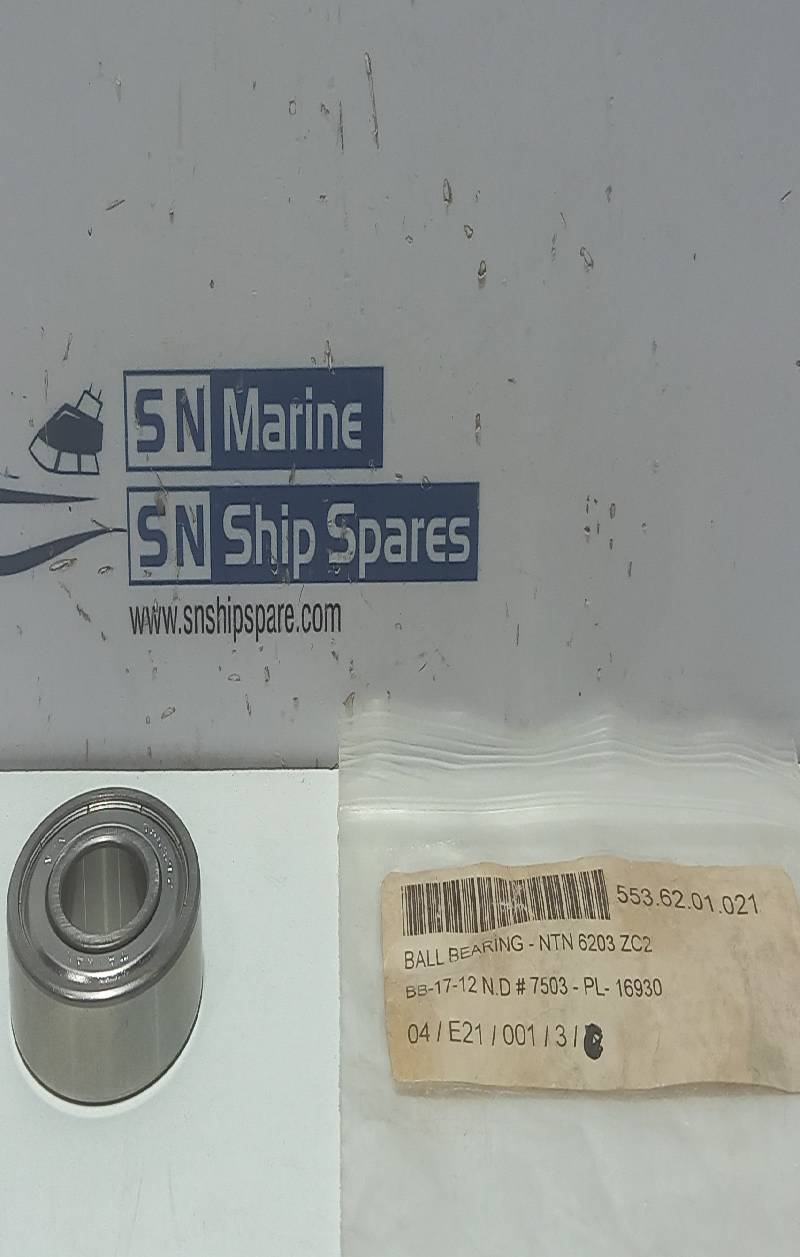 SN Marine
SN Ship Spares
www.snshipspare.com
553.62.01.021
BALL BEARING - NTN 6203 ZC2
BB-17-12 N.D # 7503 - PL- 16930
04 / E21 / 001 / 3 /